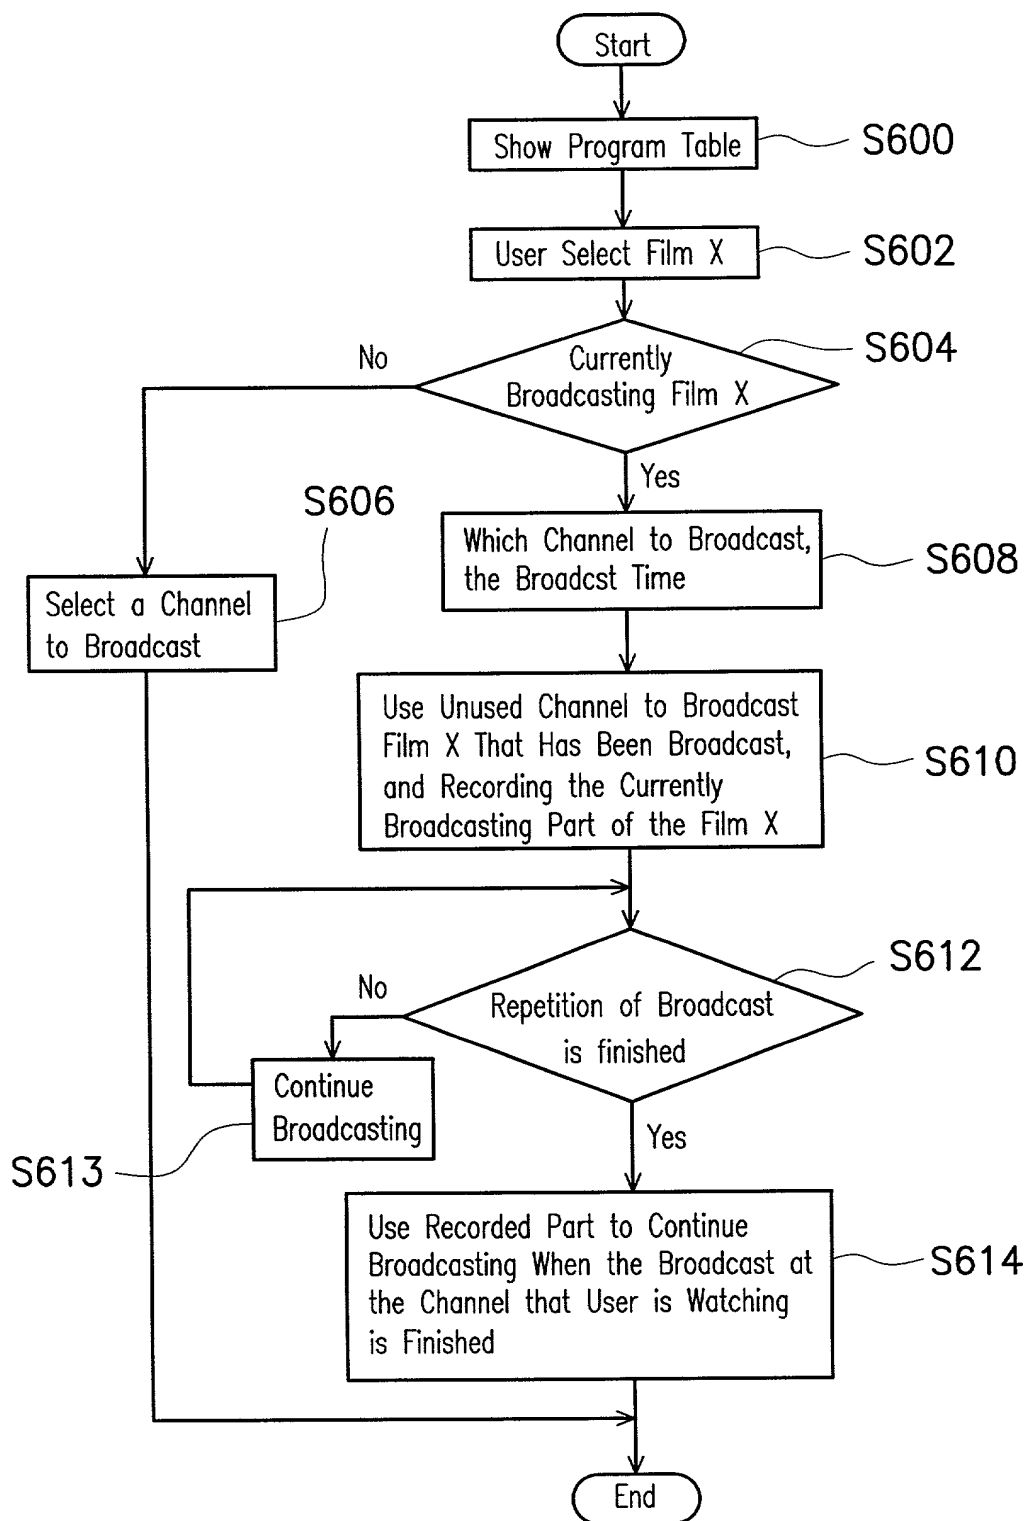 Start
Show Program Table
S600
User Select Film X
S602
Currently
Broadcasting Film X
S604
No
Yes
S606
Select a Channel
to Broadcast
Which Channel to Broadcast,
the Broadcst Time
S608
Use Unused Channel to Broadcast
Film X That Has Been Broadcast,
and Recording the Currently
Broadcasting Part of the Film X
S610
Repetition of Broadcast
is finished
S612
No
Continue
Broadcasting
S613
Yes
Use Recorded Part to Continue
Broadcasting When the Broadcast at
the Channel that User is Watching
is Finished
S614
End